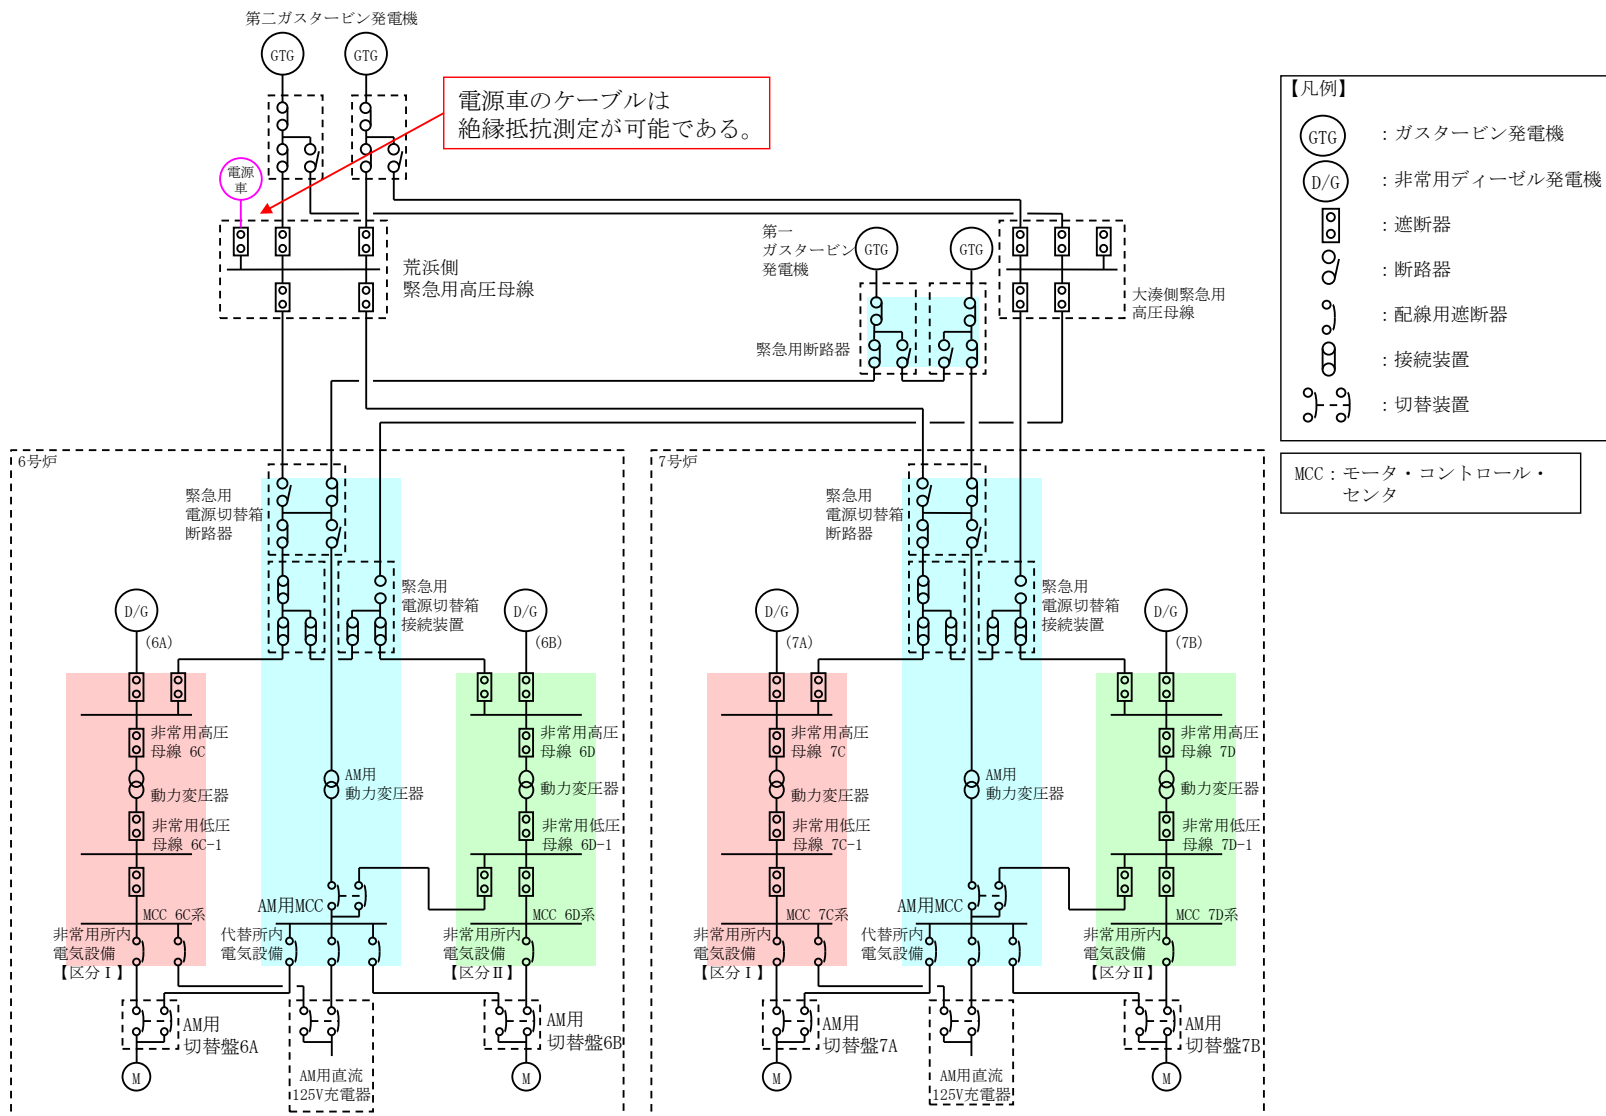 第二ガスタービン発電機
GTG
GTG
電源車のケーブルは
絶縁抵抗測定が可能である。
電源
車
荒浜側
緊急用高圧母線
第一
ガスタービン
発電機
GTG
GTG
緊急用断路器
大湊側緊急用
高圧母線
【凡例】
GTG
：ガスタービン発電機
D/G
：非常用ディーゼル発電機
：遮断器
：断路器
：配線用遮断器
：接続装置
：切替装置
MCC：モータ・コントロール・
センタ
6号炉
緊急用
電源切替箱
断路器
緊急用
電源切替箱
接続装置
D/G
(6A)
D/G
(6B)
非常用高圧
母線 6C
動力変圧器
非常用低圧
母線 6C-1
MCC 6C系
非常用所内
電気設備
【区分Ⅰ】
AM用
動力変圧器
AM用MCC
代替所内
電気設備
非常用高圧
母線 6D
動力変圧器
非常用低圧
母線 6D-1
MCC 6D系
非常用所内
電気設備
【区分Ⅱ】
AM用
切替盤6A
M
AM用直流
125V充電器
AM用
切替盤6B
M
7号炉
緊急用
電源切替箱
断路器
緊急用
電源切替箱
接続装置
D/G
(7A)
D/G
(7B)
非常用高圧
母線 7C
動力変圧器
非常用低圧
母線 7C-1
MCC 7C系
非常用所内
電気設備
【区分Ⅰ】
AM用
動力変圧器
AM用MCC
代替所内
電気設備
非常用高圧
母線 7D
動力変圧器
非常用低圧
母線 7D-1
MCC 7D系
非常用所内
電気設備
【区分Ⅱ】
AM用
切替盤7A
M
AM用直流
125V充電器
AM用
切替盤7B
M